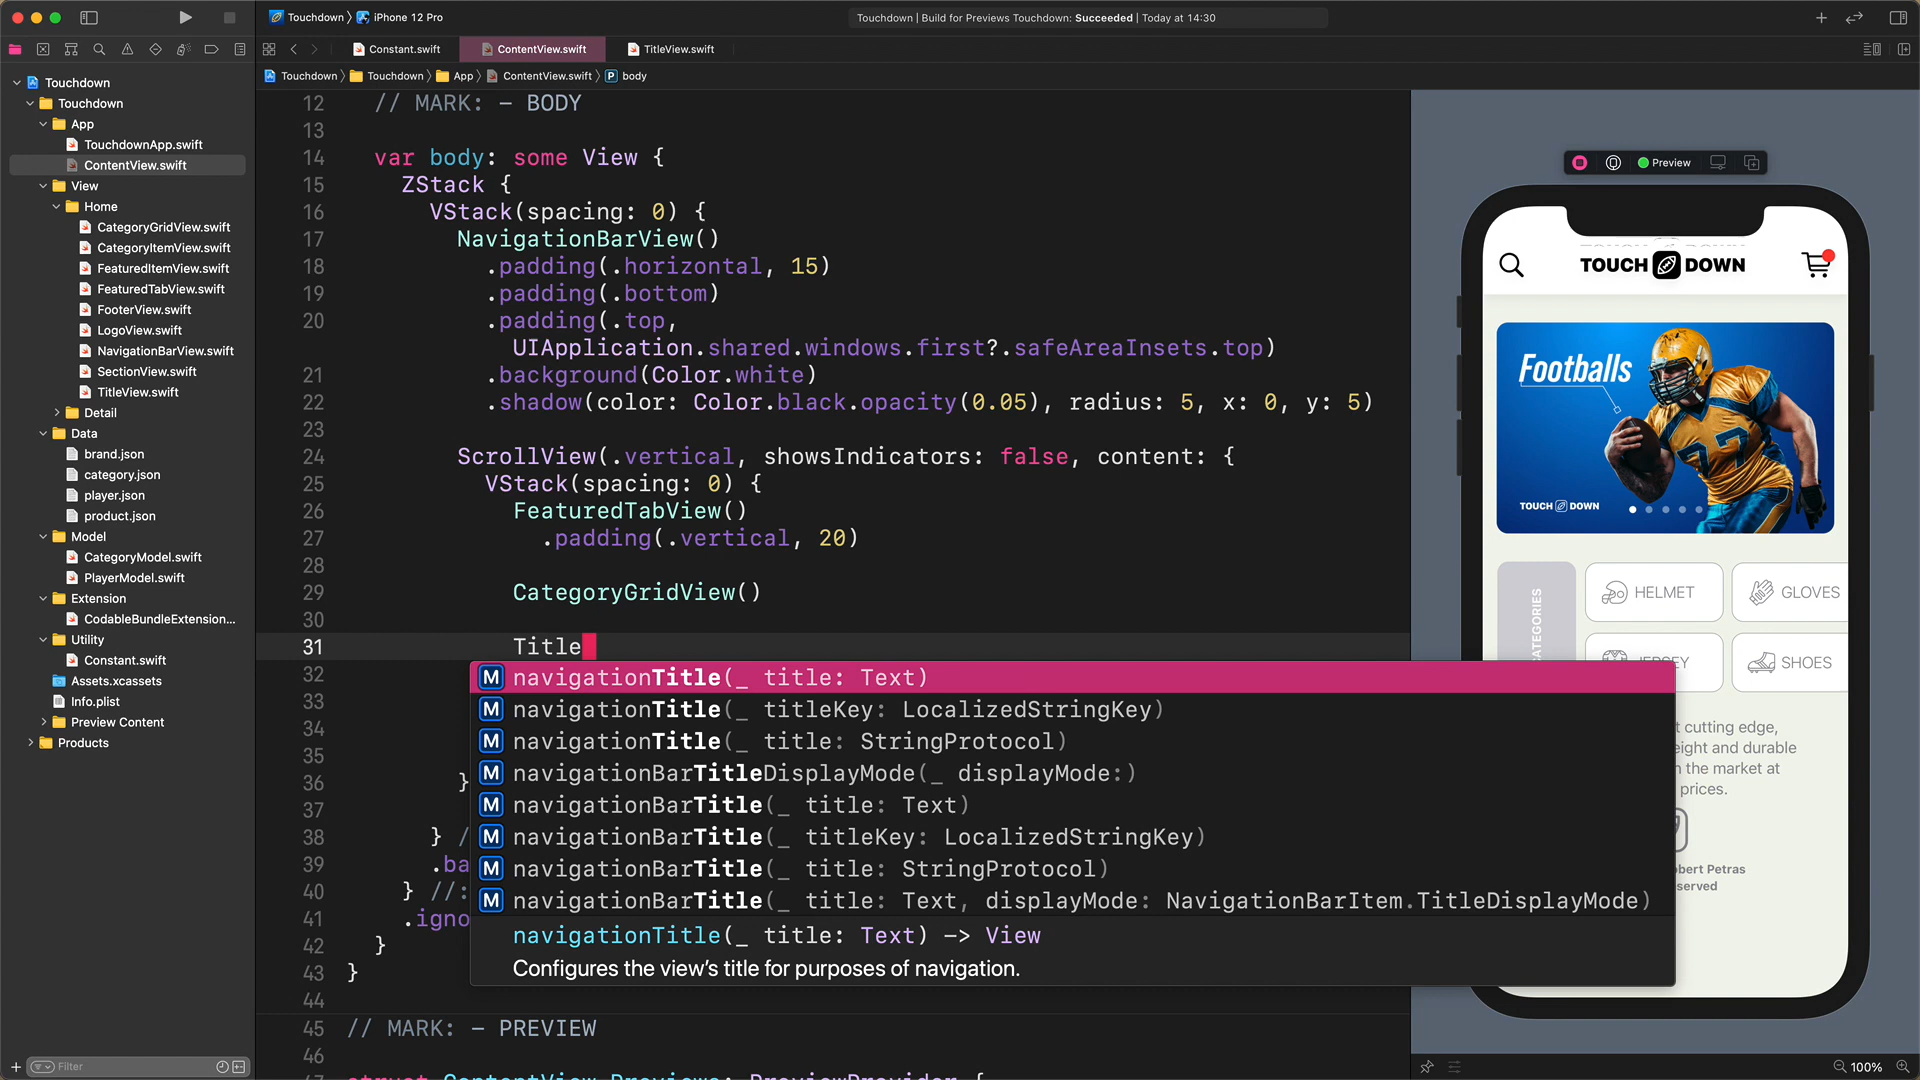 Touchdown
iPhone 12 Pro
Touchdown | Build for Previews Touchdown: Succeeded | Today at 14:30
Constant.swift
ContentView.swift
TitleView.swift
Touchdown
Touchdown
App
ContentView.swift
P body
Touchdown
Touchdown
App
TouchdownApp.swift
ContentView.swift
View
Home
CategoryGridView.swift
CategoryItemView.swift
FeaturedItemView.swift
FeaturedTabView.swift
FooterView.swift
LogoView.swift
NavigationBarView.swift
SectionView.swift
TitleView.swift
Detail
Data
brand.json
category.json
player.json
product.json
Model
CategoryModel.swift
PlayerModel.swift
Extension
CodableBundleExtension...
Utility
Constant.swift
Assets.xcassets
Info.plist
Preview Content
Products
Filter
12 // MARK: – BODY
13
14 var body: some View {
15 ZStack {
16 VStack(spacing: 0) {
17 NavigationBarView()
18 .padding(.horizontal, 15)
19 .padding(.bottom)
20 .padding(.top,
UIApplication.shared.windows.first?.safeAreaInsets.top)
21 .background(Color.white)
22 .shadow(color: Color.black.opacity(0.05), radius: 5, x: 0, y: 5)
23
24 ScrollView(.vertical, showsIndicators: false, content: {
25 VStack(spacing: 0) {
26 FeaturedTabView()
27 .padding(.vertical, 20)
28
29 CategoryGridView()
30
31 Title
32
33
34
35
36 }
37
38 } /
39 .ba
40 } //:
41 .igno
42 }
43 }
44
45 // MARK: – PREVIEW
46
M navigationTitle(_ title: Text)
M navigationTitle(_ titleKey: LocalizedStringKey)
M navigationTitle(_ title: StringProtocol)
M navigationBarTitleDisplayMode(_ displayMode:)
M navigationBarTitle(_ title: Text)
M navigationBarTitle(_ titleKey: LocalizedStringKey)
M navigationBarTitle(_ title: StringProtocol)
M navigationBarTitle(_ title: Text, displayMode: NavigationBarItem.TitleDisplayMode)
navigationTitle(_ title: Text) –> View
Configures the view’s title for purposes of navigation.
Preview
TOUCH DOWN
Footballs
77
TOUCH DOWN
CATEGORIES
HELMET
GLOVES
SHOES
t cutting edge,
eight and durable
n the market at
prices.
bert Petras
served
100%